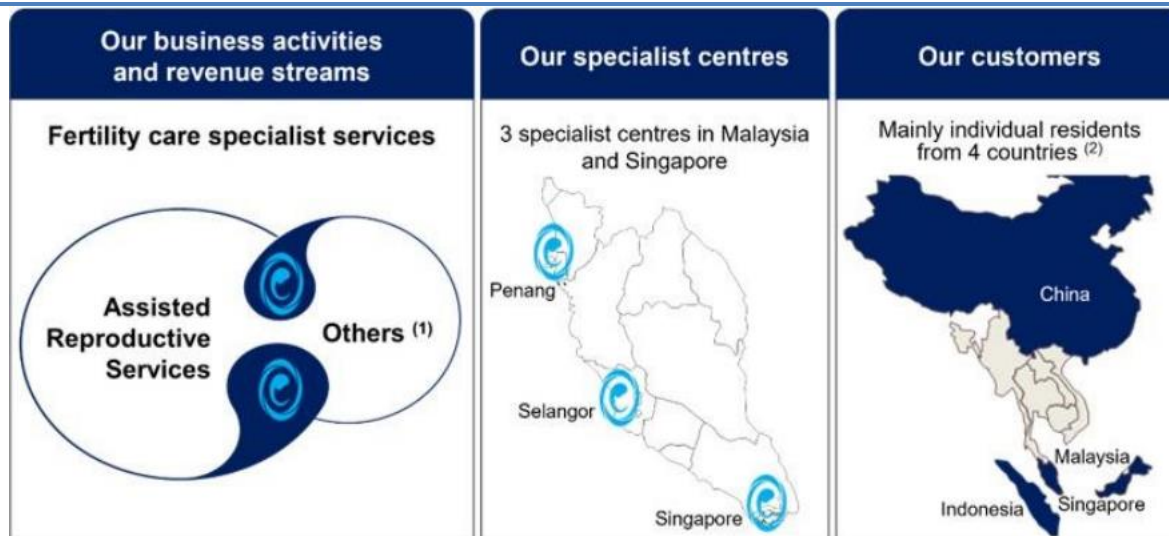 Our business activities
and revenue streams
Fertility care specialist services
Assisted
Reproductive
Services
Others (1)
Our specialist centres
3 specialist centres in Malaysia
and Singapore
Penang
Selangor
Singapore
Our customers
Mainly individual residents
from 4 countries (2)
China
Malaysia
Indonesia
Singapore